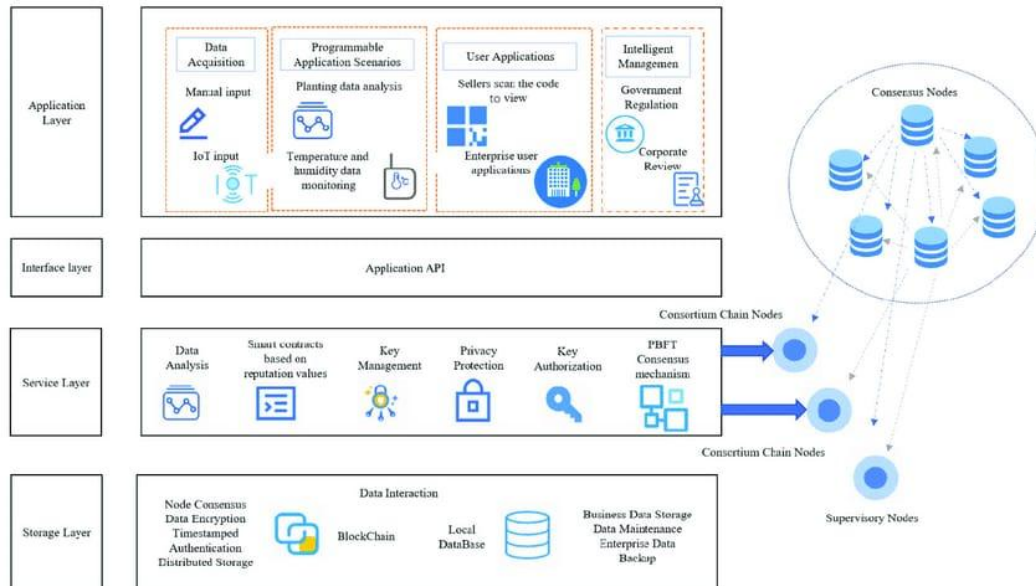 Application
Layer
Data
Acquisition
Manual input
IoT input
IOT
Programmable
Application Scenarios
Planting data analysis
Temperature and
humidity data
monitoring
°C
User Applications
Sellers scan the code
to view
Enterprise user
applications
Intelligent
Managemen
Government
Regulation
Corporate
Review
Consensus Nodes
Interface layer
Application API
Service Layer
Data
Analysis
Smart contracts
based on
reputation values
Key
Management
Privacy
Protection
Key
Authorization
PBFT
Consensus
mechanism
Consortium Chain Nodes
Consortium Chain Nodes
Supervisory Nodes
Storage Layer
Data Interaction
Node Consensus
Data Encryption
Timestamped
Authentication
Distributed Storage
BlockChain
Local
DataBase
Business Data Storage
Data Maintenance
Enterprise Data
Backup